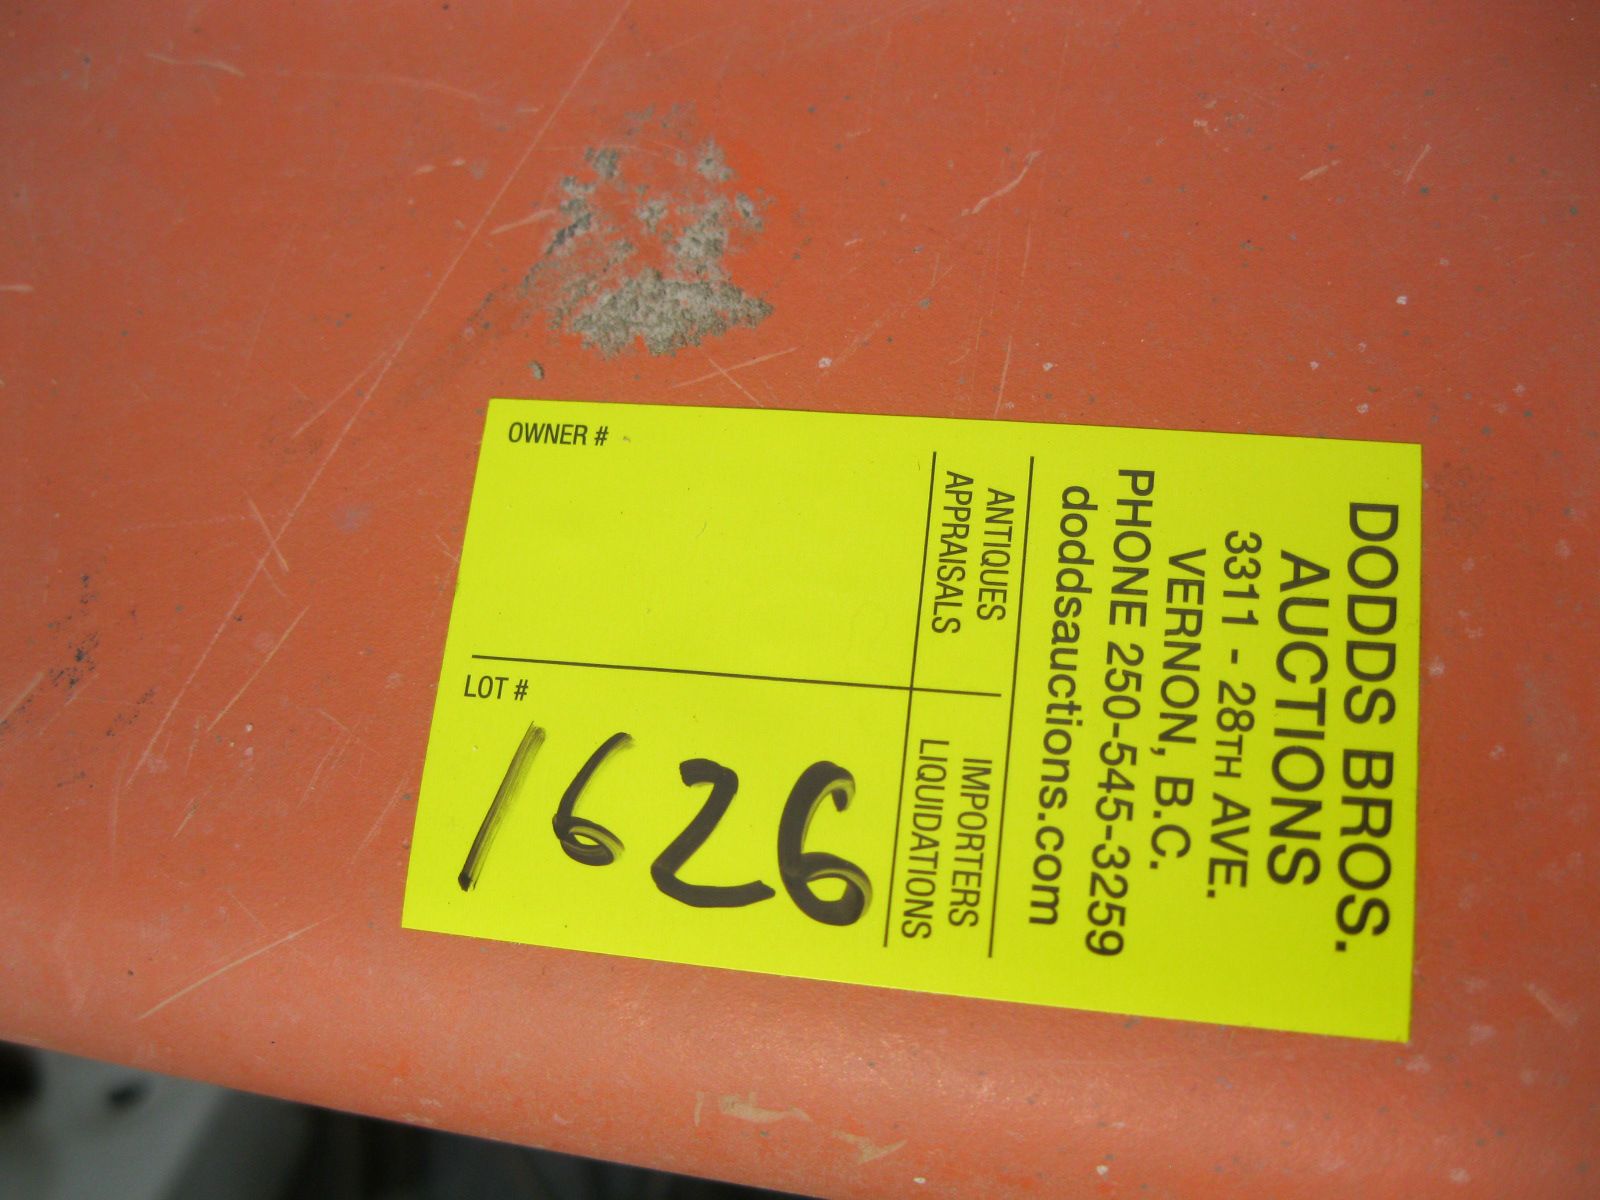 DODDS BROS.
AUCTIONS
3311 - 28TH AVE.
VERNON, B.C.
PHONE 250-545-3259
doddsauctions.com
ANTIQUES
APPRAISALS
IMPORTERS
LIQUIDATIONS
OWNER #
LOT #
1626